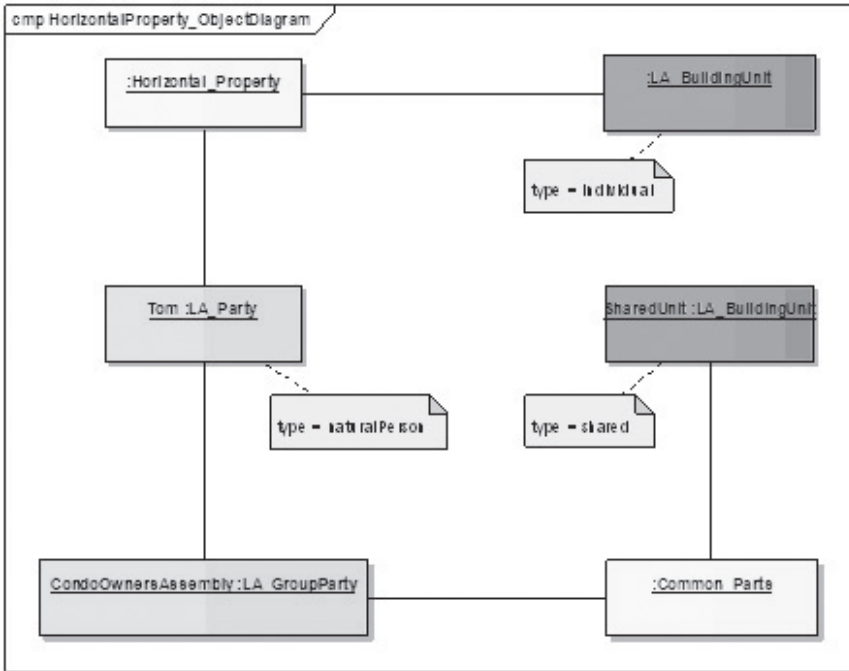 cmp HorizontalProperty_ObjectDiagram
:Horizontal_Property
:LA_BuildingUnit
type = individual
Tom :LA_Party
SharedUnit :LA_BuildingUnit
type = naturalPerson
type = shared
CondoOwnersAssembly :LA_GroupParty
:Common_Parts